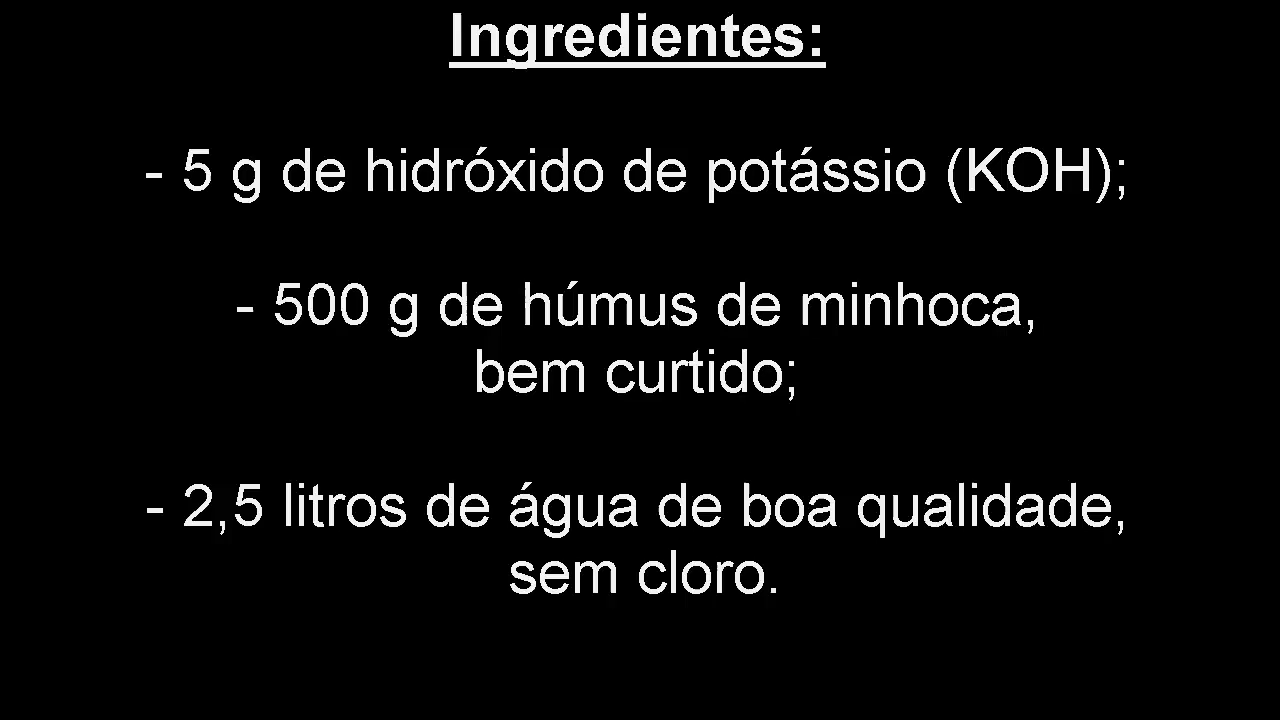 Ingredientes:
- 5 g de hidróxido de potássio (KOH);
- 500 g de húmus de minhoca,
bem curtido;
- 2,5 litros de água de boa qualidade,
sem cloro.